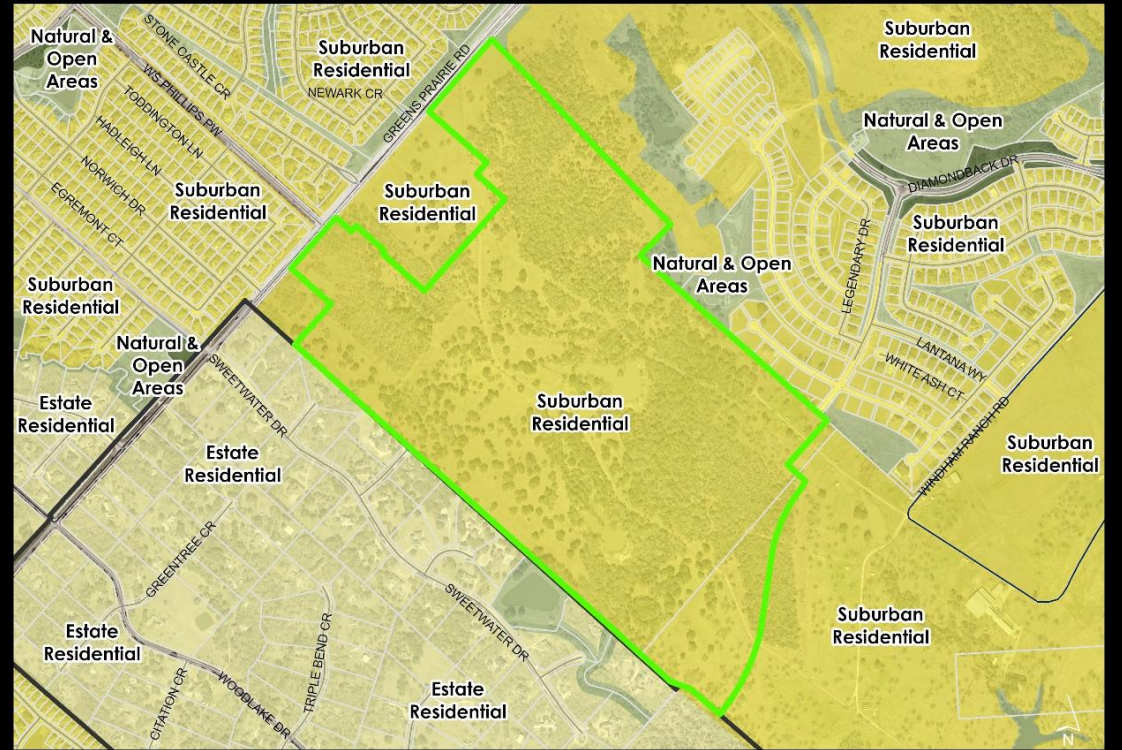 Natural &
Open
Areas
STONE CASTLE CR
WS PHILLIPS PW
TODDINGTON LN
HADLEIGH LN
NORWICH DR
EGREMONT CT
Suburban
Residential
NEWARK CR
GREENS PRAIRIE RD
Suburban
Residential
Suburban
Residential
Suburban
Residential
Natural & Open
Areas
DIAMONDBACK DR
Suburban
Residential
LEGENDARY DR
Natural & Open
Areas
Suburban
Residential
Natural &
Open
Areas
LANTANA WY
WHITE ASH CT
WINDHAM RANCH RD
Suburban
Residential
Estate
Residential
SWEETWATER DR
Estate
Residential
Suburban
Residential
GREENTREE CR
SWEETWATER DR
Suburban
Residential
Estate
Residential
TRIPLE BEND CR
CITATION CR
WOODLAKE DR
Estate
Residential
N